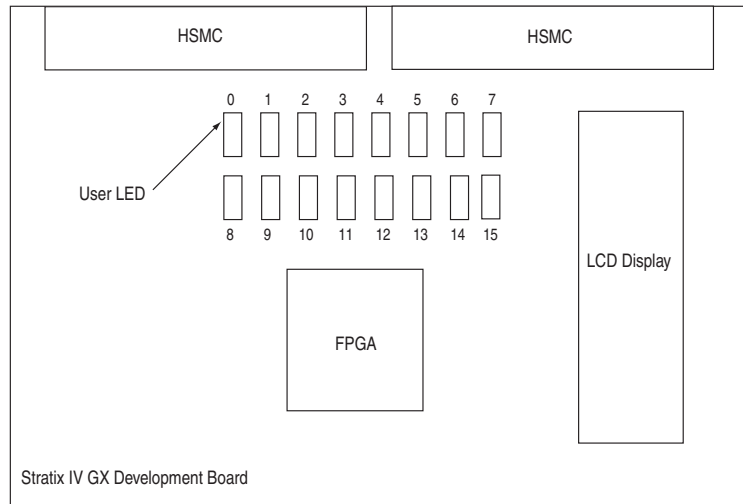 HSMC
HSMC
0 1 2 3 4 5 6 7
User LED
8 9 10 11 12 13 14 15
LCD Display
FPGA
Stratix IV GX Development Board